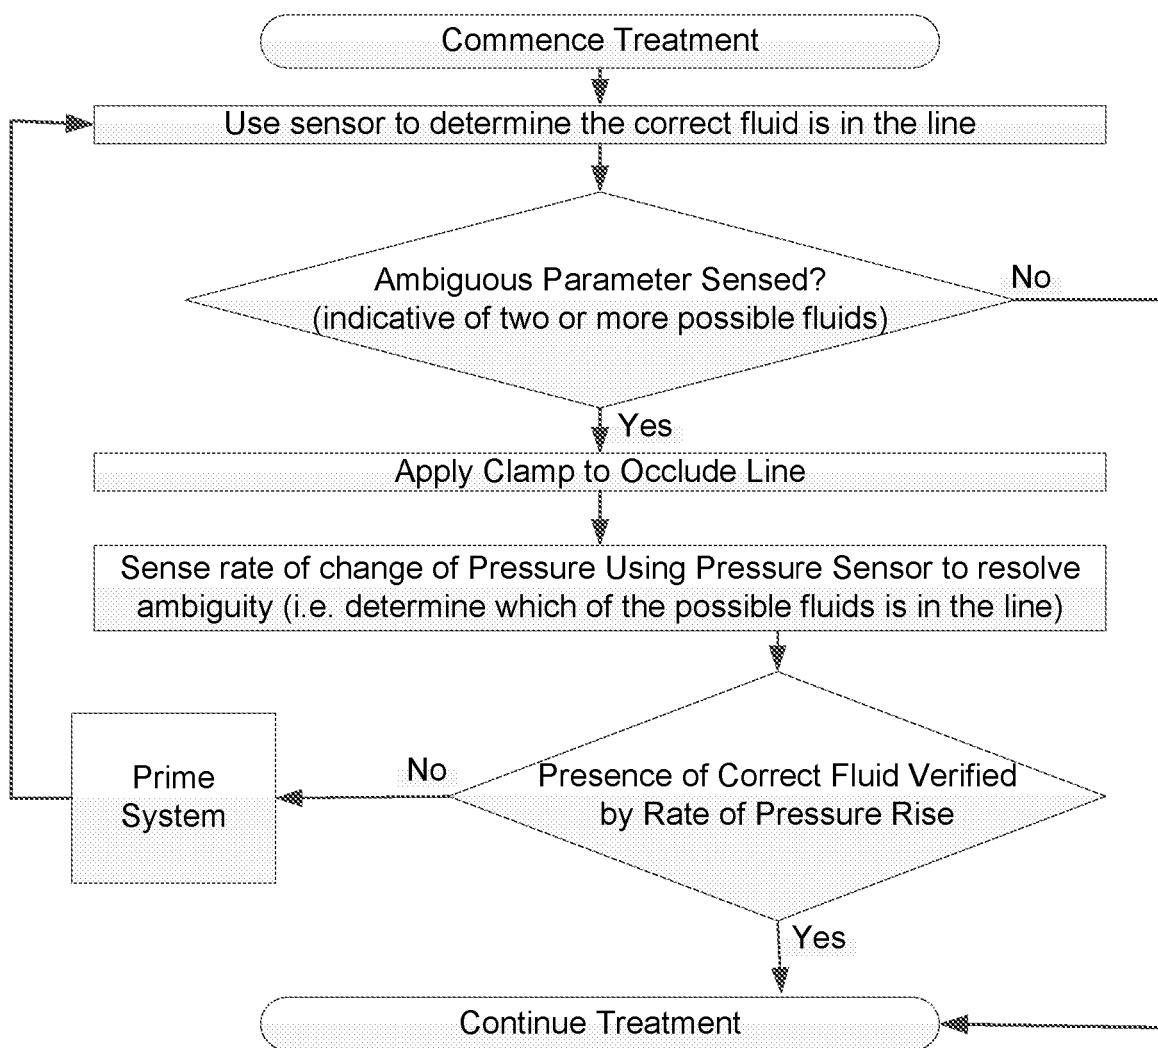 Commence Treatment
Use sensor to determine the correct fluid is in the line
Ambiguous Parameter Sensed?
(indicative of two or more possible fluids)
No
Yes
Apply Clamp to Occlude Line
Sense rate of change of Pressure Using Pressure Sensor to resolve
ambiguity (i.e. determine which of the possible fluids is in the line)
Presence of Correct Fluid Verified
by Rate of Pressure Rise
No
Prime
System
Yes
Continue Treatment